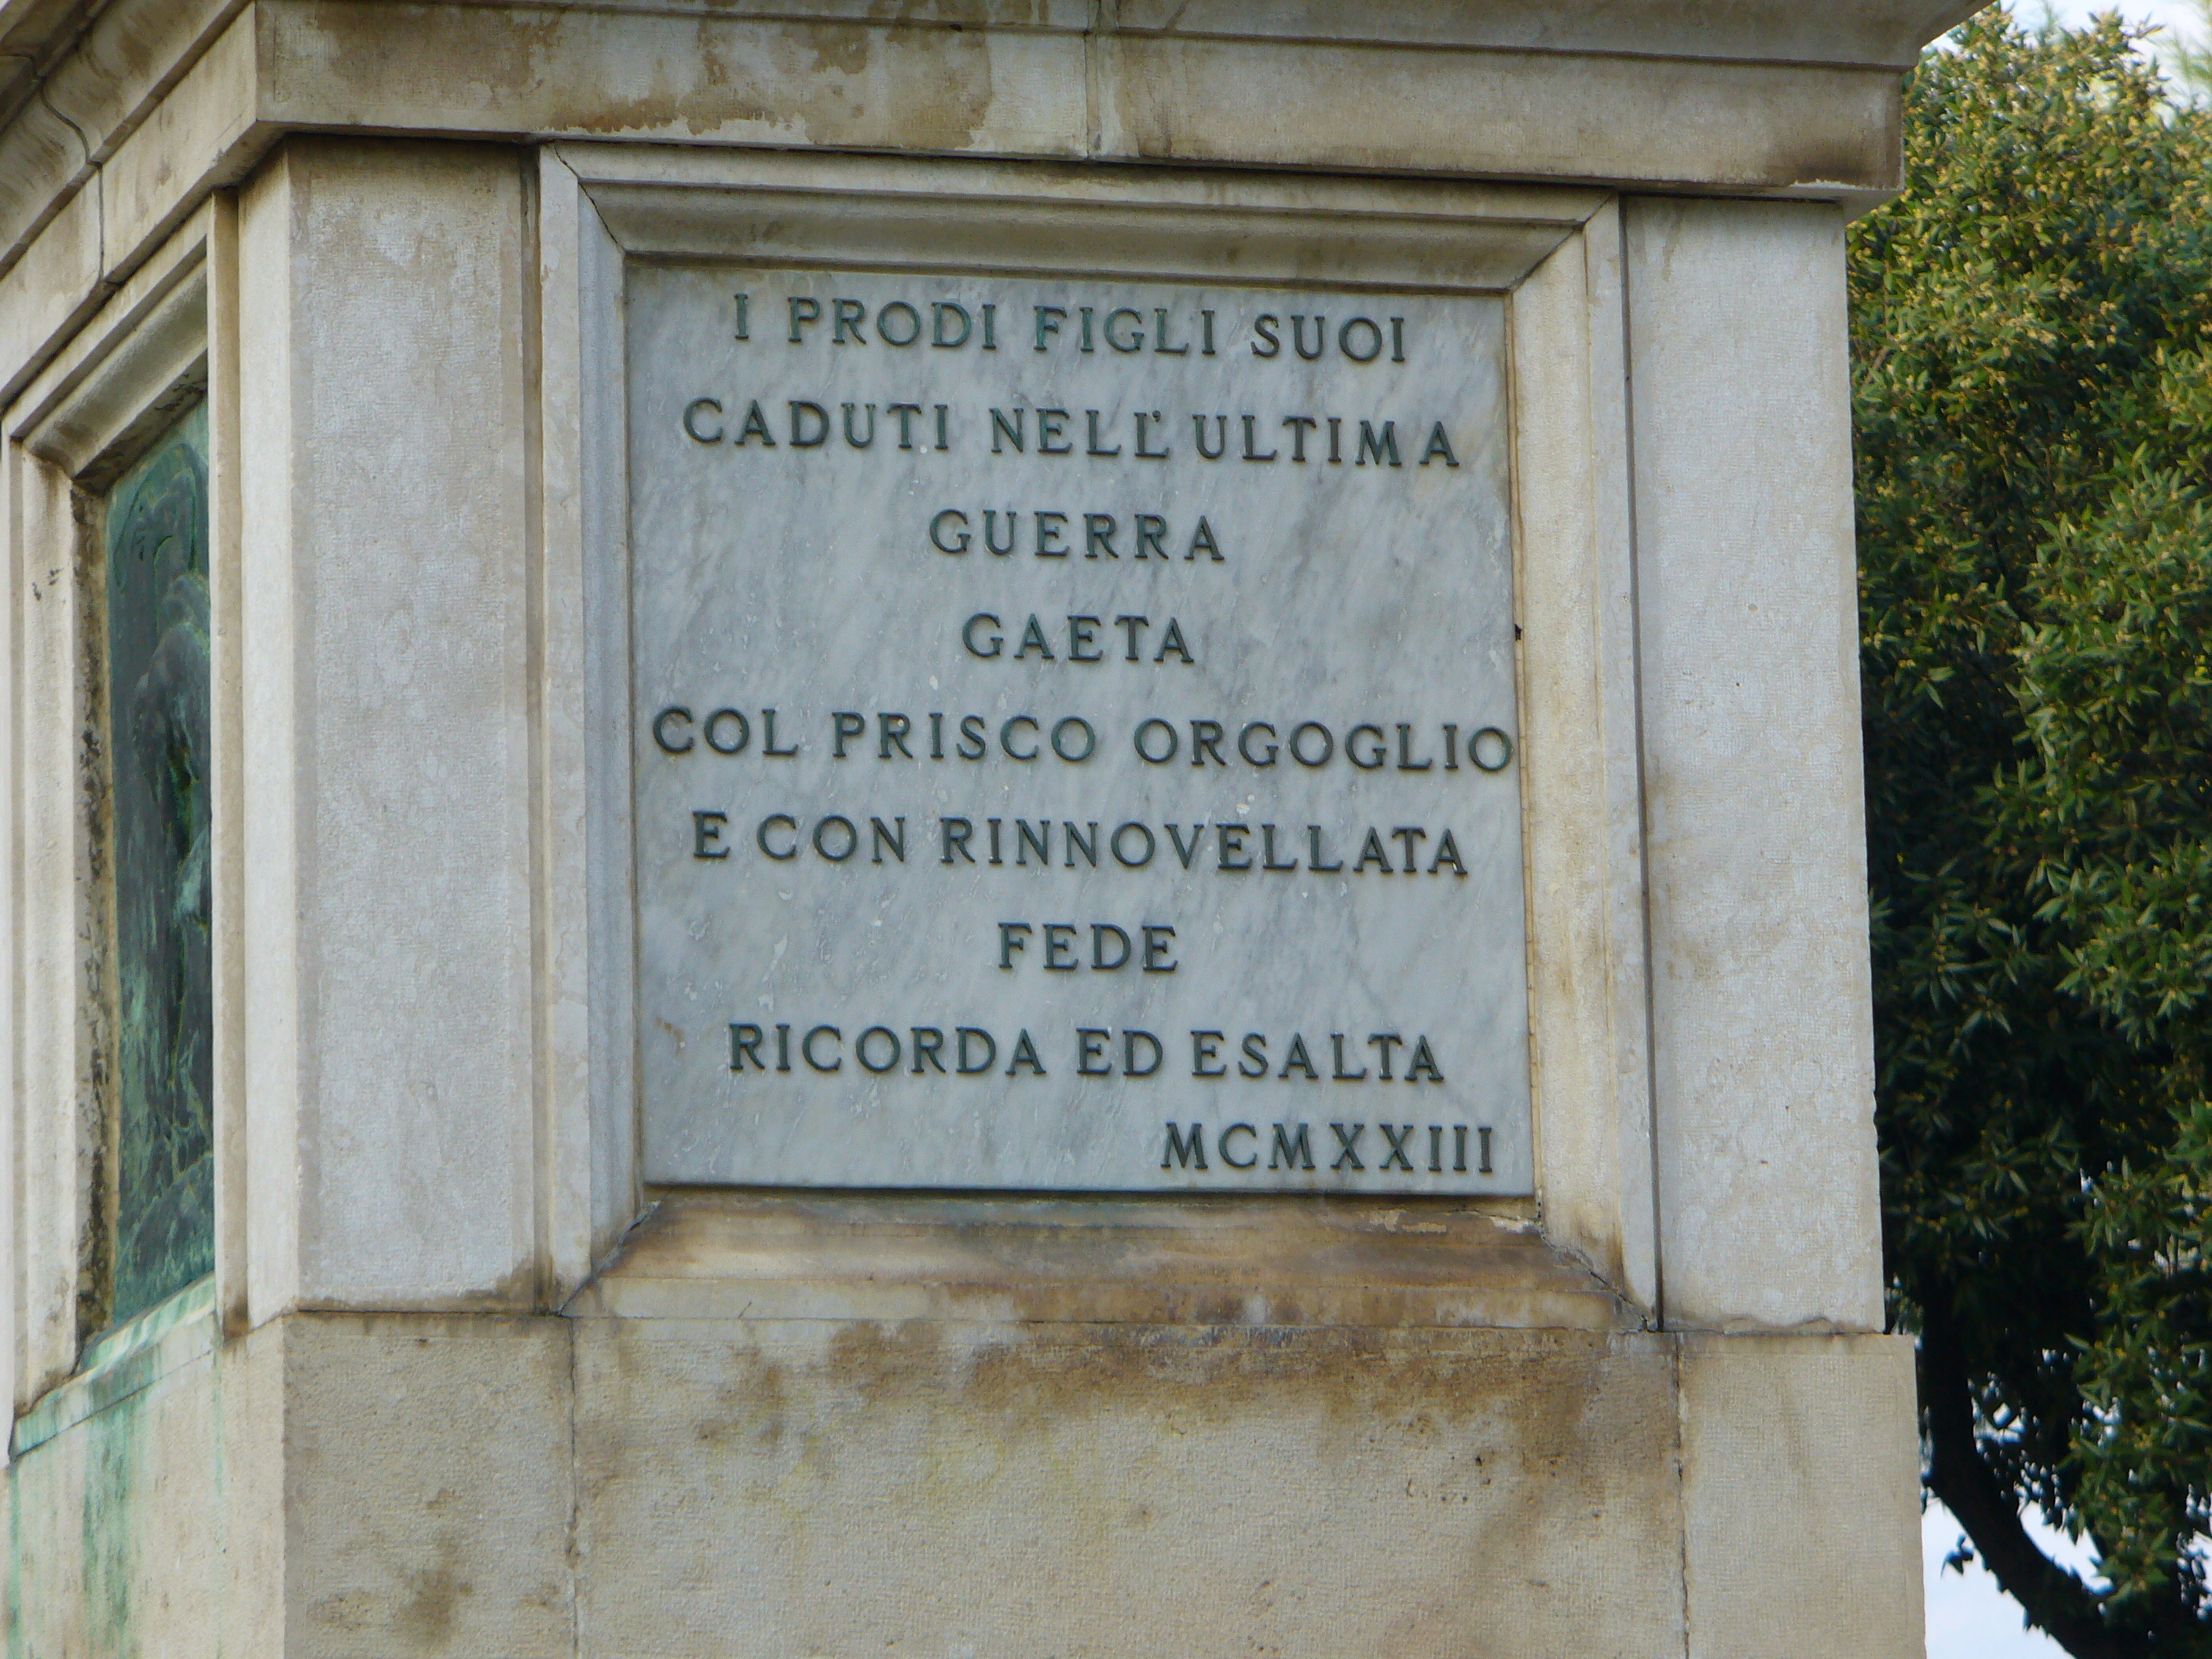 I PRODI FIGLI SUOI
CADUTI NELL'ULTIMA
GUERRA
GAETA
COL PRISCO ORGOGLIO
E CON RINNOVELLATA
FEDE
RICORDA ED ESALTA
MCMXXIII